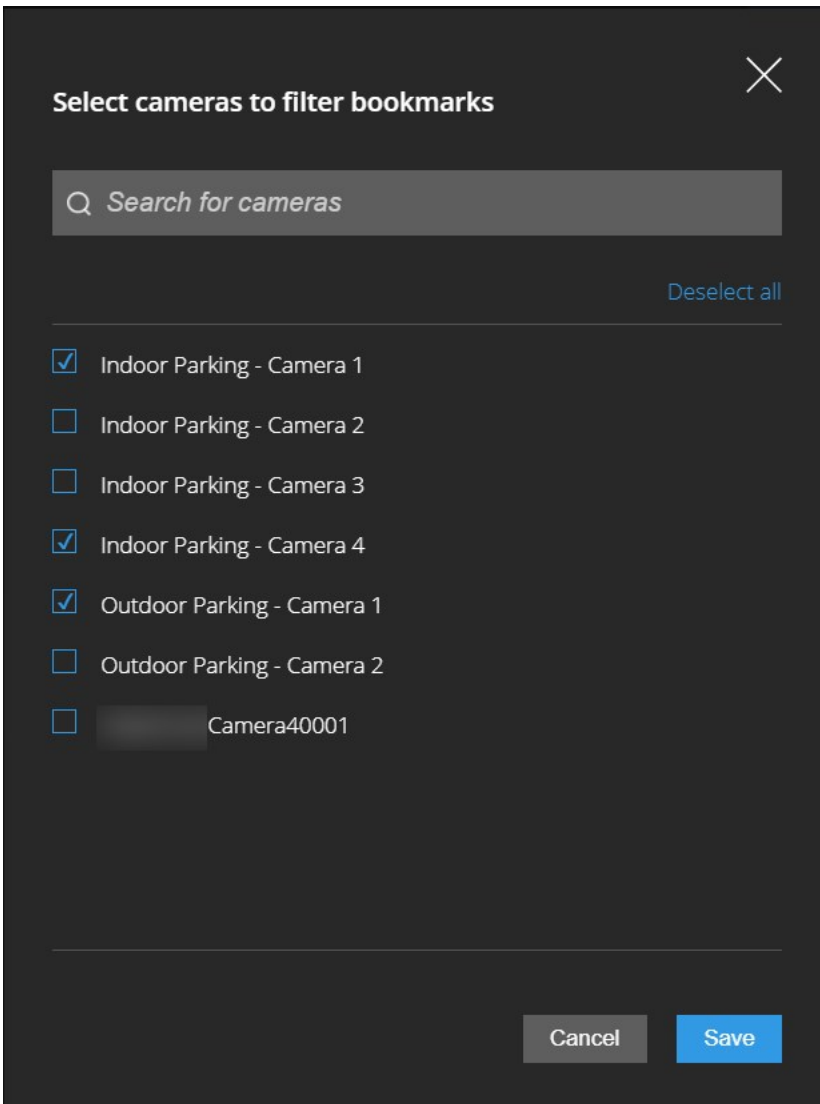 Select cameras to filter bookmarks
Search for cameras
Deselect all
Indoor Parking - Camera 1
Indoor Parking - Camera 2
Indoor Parking - Camera 3
Indoor Parking - Camera 4
Outdoor Parking - Camera 1
Outdoor Parking - Camera 2
Camera40001
Cancel Save